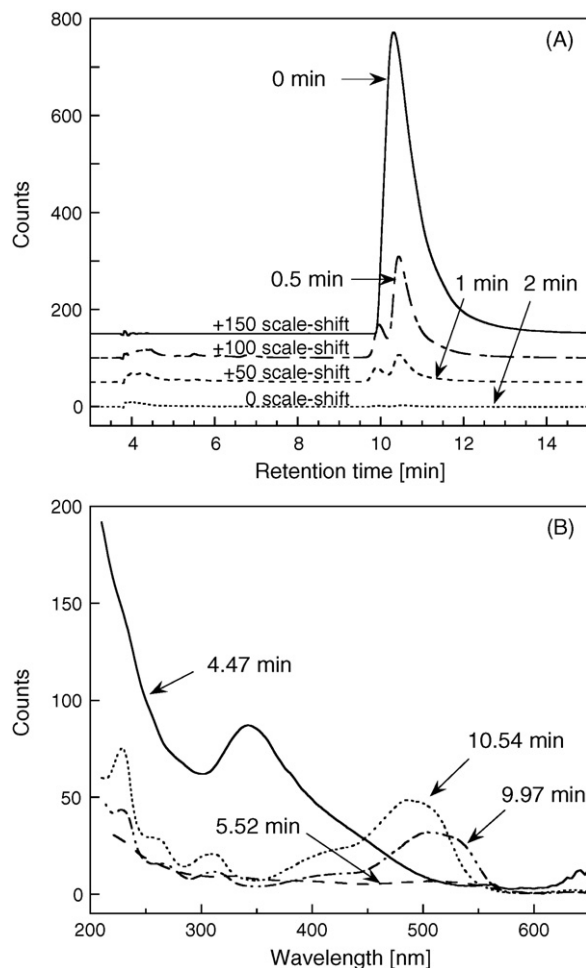 800
(A)
0 min
600
Counts
400
0.5 min
1 min
2 min
200
+150 scale-shift
+100 scale-shift
+50 scale-shift
0 scale-shift
0
4 6 8 10 12 14
Retention time [min]
200
(B)
150
Counts
4.47 min
100
10.54 min
9.97 min
50
5.52 min
0
200 300 400 500 600
Wavelength [nm]